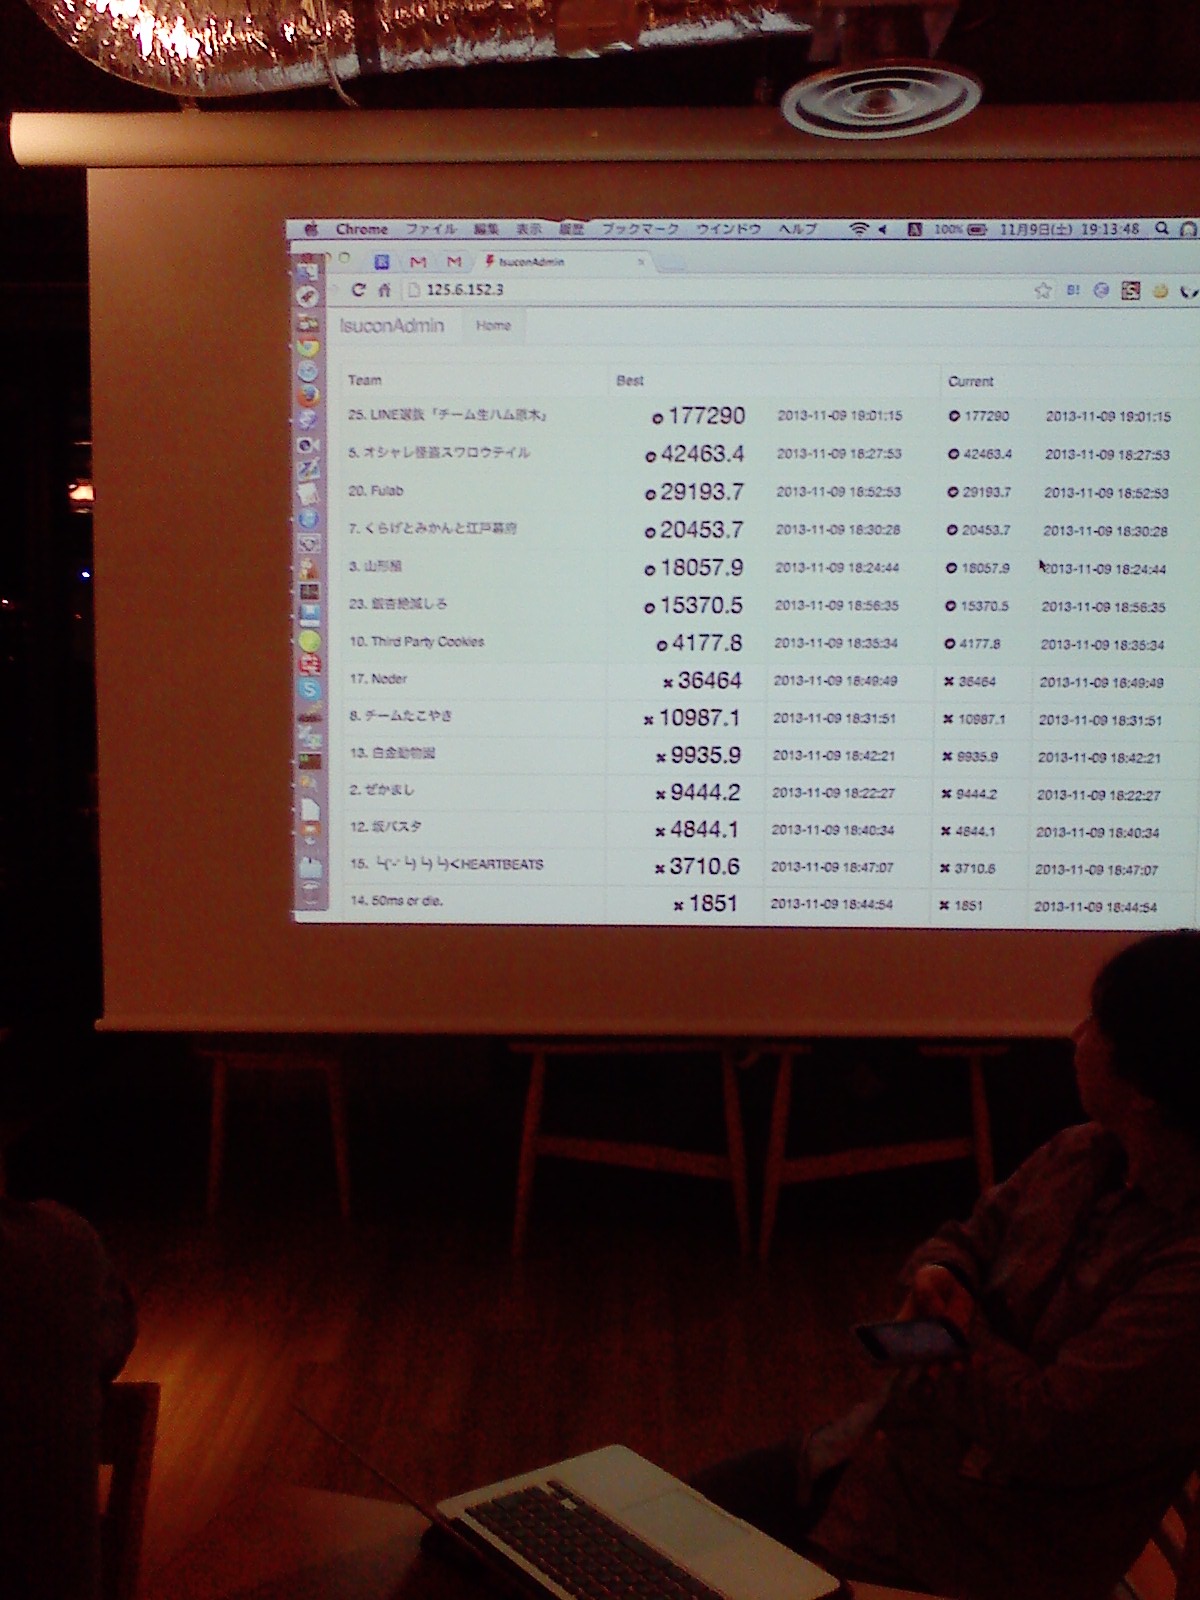 Chrome ファイル 編集 表示 履歴 ブックマーク ウインドウ ヘルプ A 100% 11月9日(土) 19:13:48
IsuconAdmin
125.6.152.3 B!
IsuconAdmin Home
Team Best Current
25. LINE選抜「チーム生ハム原木」 177290 2013-11-09 19:01:15 177290 2013-11-09 19:01:15
5. オシャレ怪盗スワロウテイル 42463.4 2013-11-09 18:27:53 42463.4 2013-11-09 18:27:53
20. Fulab 29193.7 2013-11-09 18:52:53 29193.7 2013-11-09 18:52:53
7. くらげとみかんと江戸幕府 20453.7 2013-11-09 18:30:28 20453.7 2013-11-09 18:30:28
3. 山形組 18057.9 2013-11-09 18:24:44 18057.9 2013-11-09 18:24:44
23. 銀杏絶滅しろ 15370.5 2013-11-09 18:56:35 15370.5 2013-11-09 18:56:35
10. Third Party Cookies 4177.8 2013-11-09 18:35:34 4177.8 2013-11-09 18:35:34
17. Noder 36464 2013-11-09 18:49:49 36464 2013-11-09 18:49:49
8. チームたこやき 10987.1 2013-11-09 18:31:51 10987.1 2013-11-09 18:31:51
13. 白金動物園 9935.9 2013-11-09 18:42:21 9935.9 2013-11-09 18:42:21
2. ぜかまし 9444.2 2013-11-09 18:22:27 9444.2 2013-11-09 18:22:27
12. 坂パスタ 4844.1 2013-11-09 18:40:34 4844.1 2013-11-09 18:40:34
15. <HEARTBEATS 3710.6 2013-11-09 18:47:07 3710.6 2013-11-09 18:47:07
14. 50ms or die. 1851 2013-11-09 18:44:54 1851 2013-11-09 18:44:54